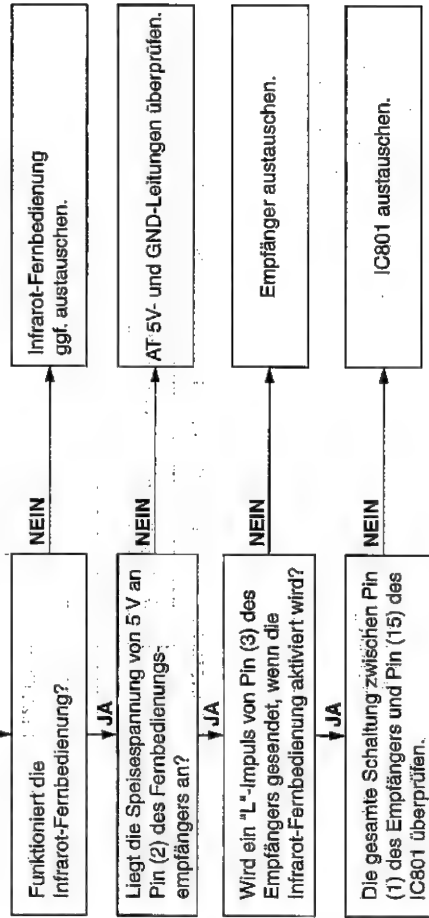 Funktioniert die
Infrarot-Fernbedienung?
NEIN
Infrarot-Fernbedienung
ggf. austauschen.
JA
Liegt die Speisespannung von 5 V an
Pin (2) des Fernbedienungs-
empfängers an?
NEIN
AT 5V- und GND-Leitungen überprüfen.
JA
Wird ein "L"-Impuls von Pin (3) des
Empfängers gesendet, wenn die
Infrarot-Fernbedienung aktiviert wird?
NEIN
Empfänger austauschen.
JA
Die gesamte Schaltung zwischen Pin
(1) des Empfängers und Pin (15) des
IC801 überprüfen.
NEIN
IC801 austauschen.